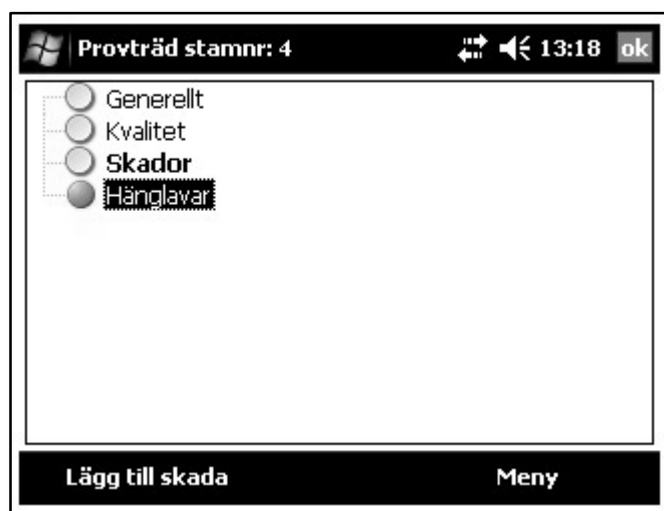 Provträd stamnr: 4 13:18 ok
Generellt
Kvalitet
Skador
Hänglavar
Lägg till skada Meny